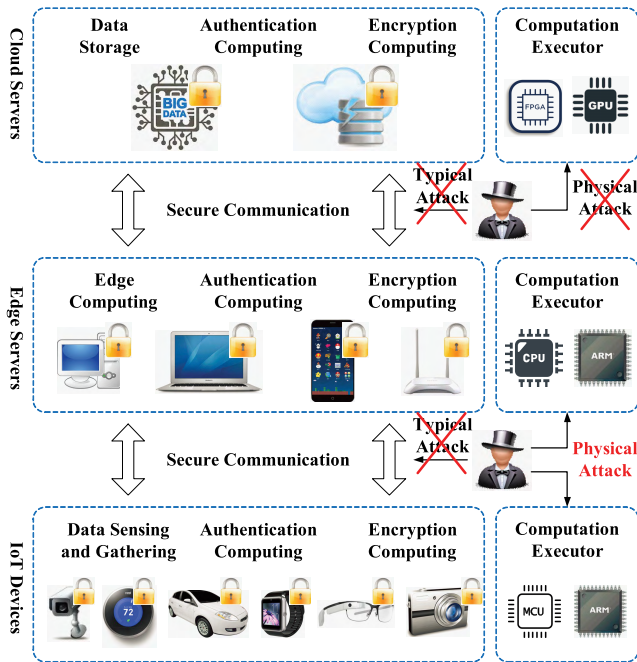 Cloud Servers
Data
Storage
Authentication
Computing
Encryption
Computing
Computation
Executor
BIG
DATA
FPGA
GPU
Secure Communication
Typical
Attack
Physical
Attack
Edge Servers
Edge
Computing
Authentication
Computing
Encryption
Computing
Computation
Executor
CPU
ARM
Secure Communication
Typical
Attack
Physical
Attack
IoT Devices
Data Sensing
and Gathering
Authentication
Computing
Encryption
Computing
Computation
Executor
72
MCU
ARM